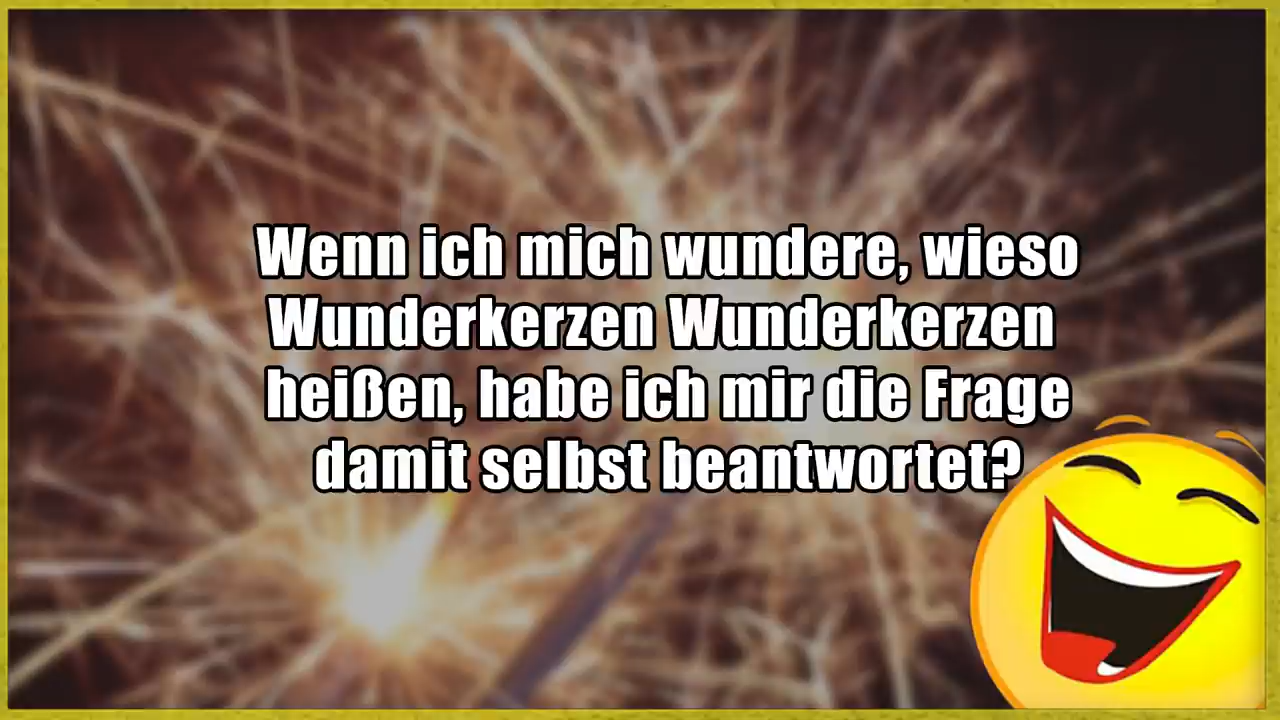 Wenn ich mich wundere, wieso
Wunderkerzen Wunderkerzen
heißen, habe ich mir die Frage
damit selbst beantwortet?